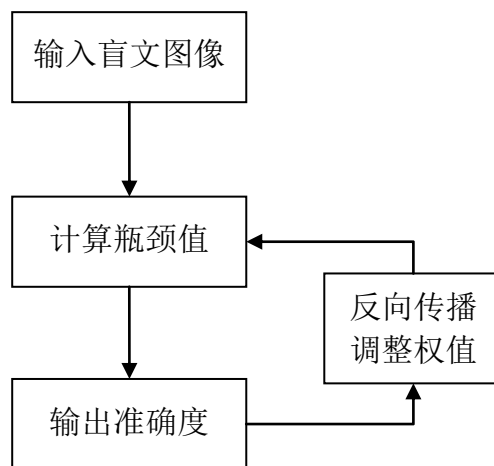 输入盲文图像
计算瓶颈值
反向传播
调整权值
输出准确度